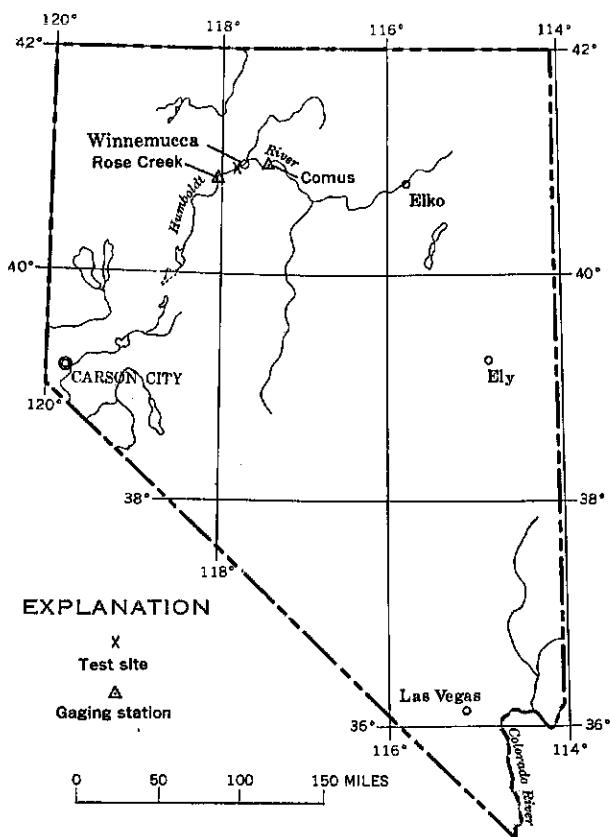 120°
118°
116°
114°
42°
42°
Winnemucca
Rose Creek
River
Comus
Elko
Humboldt
40°
40°
CARSON CITY
Ely
120°
38°
38°
118°
EXPLANATION
X
Test site
Gaging station
Las Vegas
36°
36°
116°
114°
Colorado River
0 50 100 150 MILES